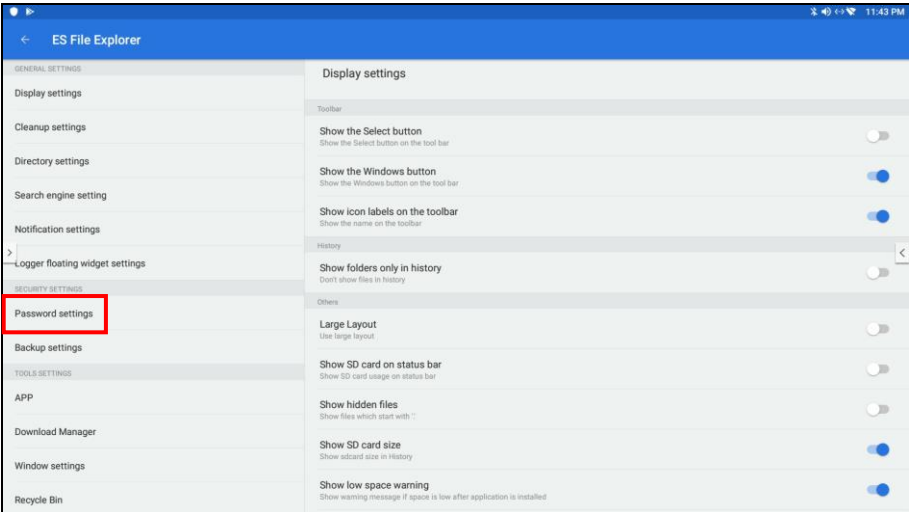 11:43 PM
ES File Explorer
GENERAL SETTINGS
Display settings
Cleanup settings
Directory settings
Search engine setting
Notification settings
Logger floating widget settings
SECURITY SETTINGS
Password settings
Backup settings
TOOLS SETTINGS
APP
Download Manager
Window settings
Recycle Bin
Display settings
Toolbar
Show the Select button
Show the Select button on the tool bar
Show the Windows button
Show the Windows button on the tool bar
Show icon labels on the toolbar
Show the name on the toolbar
History
Show folders only in history
Don't show files in history
Others
Large Layout
Use large layout
Show SD card on status bar
Show SD card usage on status bar
Show hidden files
Show files which start with '.'
Show SD card size
Show sdcard size in History
Show low space warning
Show warning message if space is low after application is installed